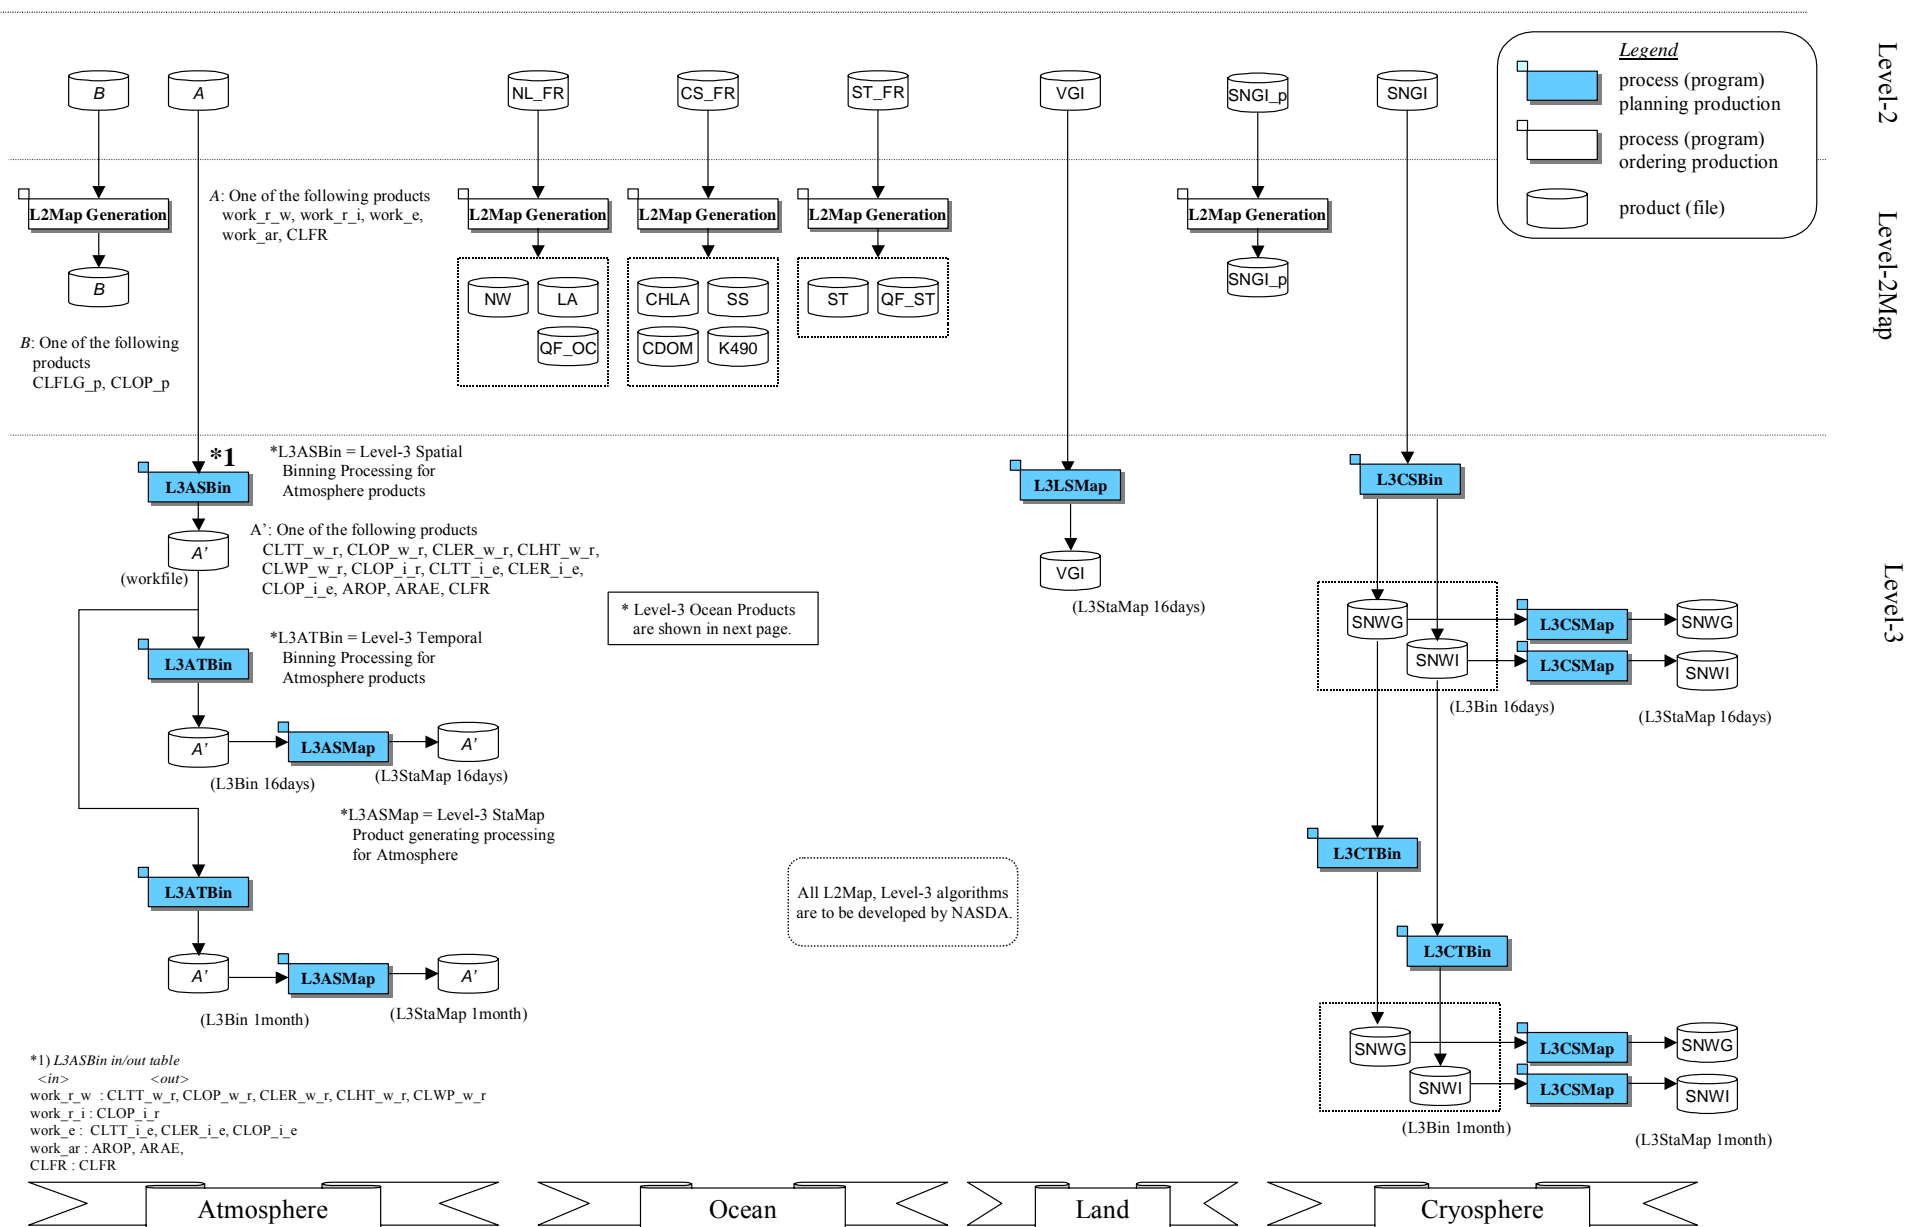 Legend
process (program)
planning production
process (program)
ordering production
product (file)
Level-2
Level-2Map
Level-3
B
A
NL_FR
CS_FR
ST_FR
VGI
SNGI_p
SNGI
L2Map Generation
A: One of the following products
work_r_w, work_r_i, work_e,
work_ar, CLFR
L2Map Generation
L2Map Generation
L2Map Generation
L2Map Generation
B
NW
LA
QF_OC
CHLA
SS
CDOM
K490
ST
QF_ST
SNGI_p
B: One of the following
products
CLFLG_p, CLOP_p
*1
*L3ASBin = Level-3 Spatial
Binning Processing for
Atmosphere products
L3ASBin
L3LSMap
L3CSBin
A'
(workfile)
A’: One of the following products
CLTT_w_r, CLOP_w_r, CLER_w_r, CLHT_w_r,
CLWP_w_r, CLOP_i_r, CLTT_i_e, CLER_i_e,
CLOP_i_e, AROP, ARAE, CLFR
VGI
(L3StaMap 16days)
* Level-3 Ocean Products
are shown in next page.
*L3ATBin = Level-3 Temporal
Binning Processing for
Atmosphere products
L3ATBin
SNWG
L3CSMap
SNWG
SNWI
L3CSMap
SNWI
(L3Bin 16days)
(L3StaMap 16days)
A'
L3ASMap
A'
(L3Bin 16days)
(L3StaMap 16days)
*L3ASMap = Level-3 StaMap
Product generating processing
for Atmosphere
L3CTBin
L3ATBin
All L2Map, Level-3 algorithms
are to be developed by NASDA.
L3CTBin
A'
L3ASMap
A'
(L3Bin 1month)
(L3StaMap 1month)
SNWG
L3CSMap
SNWG
SNWI
L3CSMap
SNWI
(L3Bin 1month)
(L3StaMap 1month)
*1) L3ASBin in/out table
<in> <out>
work_r_w : CLTT_w_r, CLOP_w_r, CLER_w_r, CLHT_w_r, CLWP_w_r
work_r_i : CLOP_i_r
work_e : CLTT_i_e, CLER_i_e, CLOP_i_e
work_ar : AROP, ARAE,
CLFR : CLFR
Atmosphere
Ocean
Land
Cryosphere